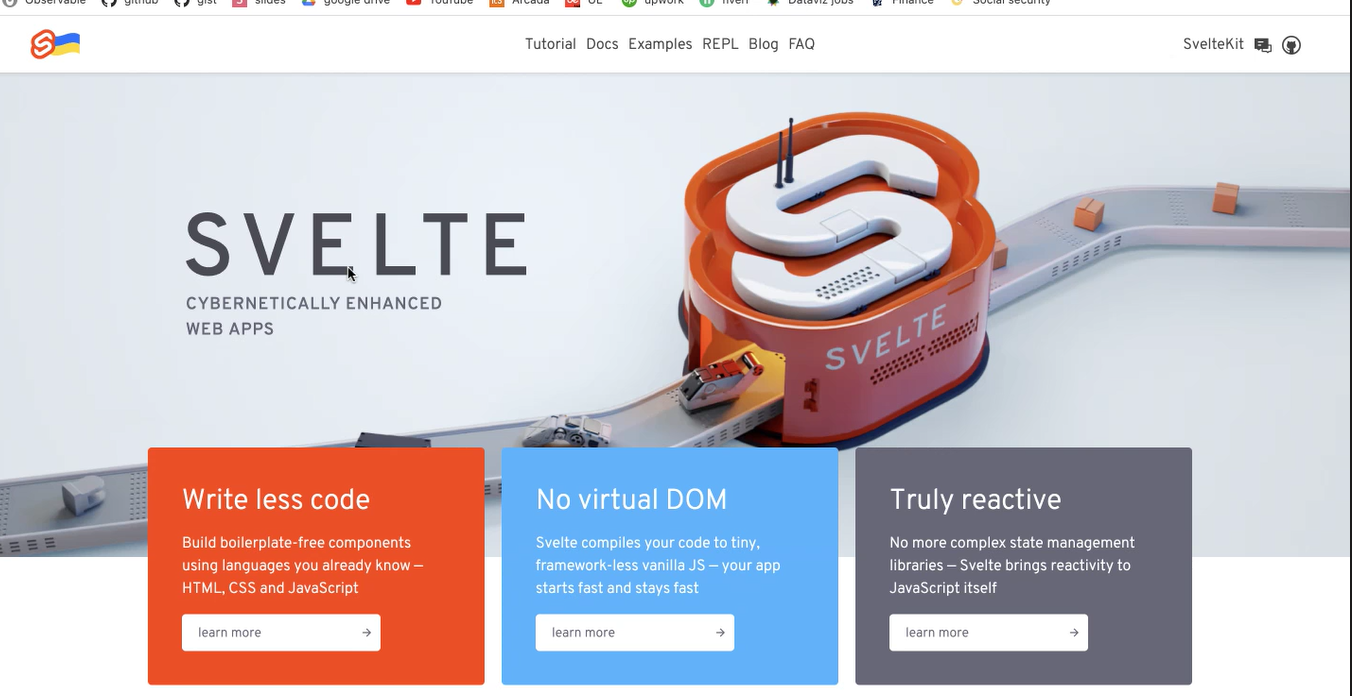 Observable github gist slides google drive YouTube Arcada UE upwork fiverr Dataviz jobs Finance Social security
Tutorial Docs Examples REPL Blog FAQ SvelteKit
SVELTE
CYBERNETICALLY ENHANCED
WEB APPS
SVELTE
Write less code
Build boilerplate-free components
using languages you already know —
HTML, CSS and JavaScript
learn more
No virtual DOM
Svelte compiles your code to tiny,
framework-less vanilla JS — your app
starts fast and stays fast
learn more
Truly reactive
No more complex state management
libraries — Svelte brings reactivity to
JavaScript itself
learn more